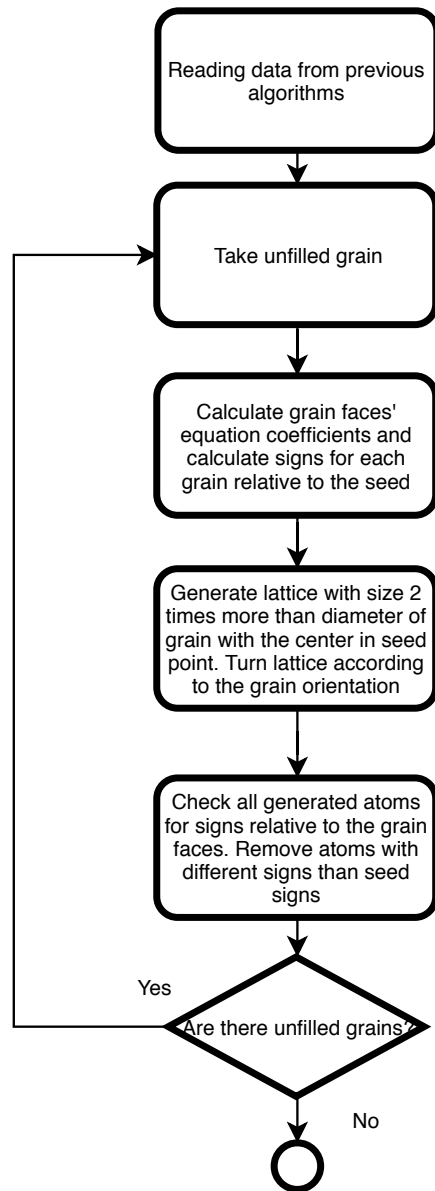 Reading data from previous
algorithms
Take unfilled grain
Calculate grain faces'
equation coefficients and
calculate signs for each
grain relative to the seed
Generate lattice with size 2
times more than diameter of
grain with the center in seed
point. Turn lattice according
to the grain orientation
Check all generated atoms
for signs relative to the grain
faces. Remove atoms with
different signs than seed
signs
Yes
Are there unfilled grains?
No